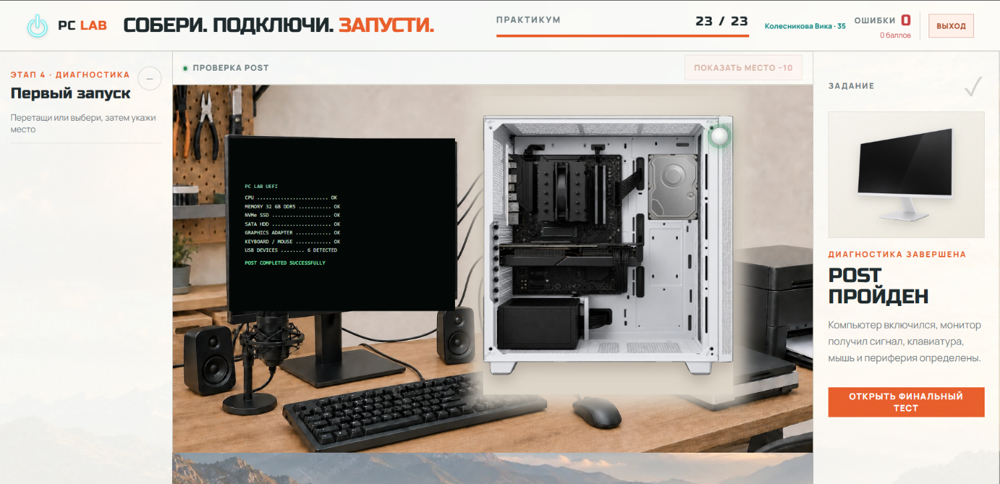 PC LAB
СОБЕРИ. ПОДКЛЮЧИ. ЗАПУСТИ.
ПРАКТИКУМ
23 / 23
Колесникова Вика · 35
ОШИБКИ 0
0 баллов
ВЫХОД
ЭТАП 4 · ДИАГНОСТИКА
Первый запуск
Перетащи или выбери, затем укажи
место
ПРОВЕРКА POST
ПОКАЗАТЬ МЕСТО −10
PC LAB UEFI
CPU ........................ OK
MEMORY 32 GB DDR5 ........... OK
NVMe SSD .................... OK
SATA HDD .................... OK
GRAPHICS ADAPTER ............ OK
KEYBOARD / MOUSE ............ OK
USB DEVICES ........ 6 DETECTED
POST COMPLETED SUCCESSFULLY
ЗАДАНИЕ
ДИАГНОСТИКА ЗАВЕРШЕНА
POST
ПРОЙДЕН
Компьютер включился, монитор
получил сигнал, клавиатура,
мышь и периферия определены.
ОТКРЫТЬ ФИНАЛЬНЫЙ
ТЕСТ